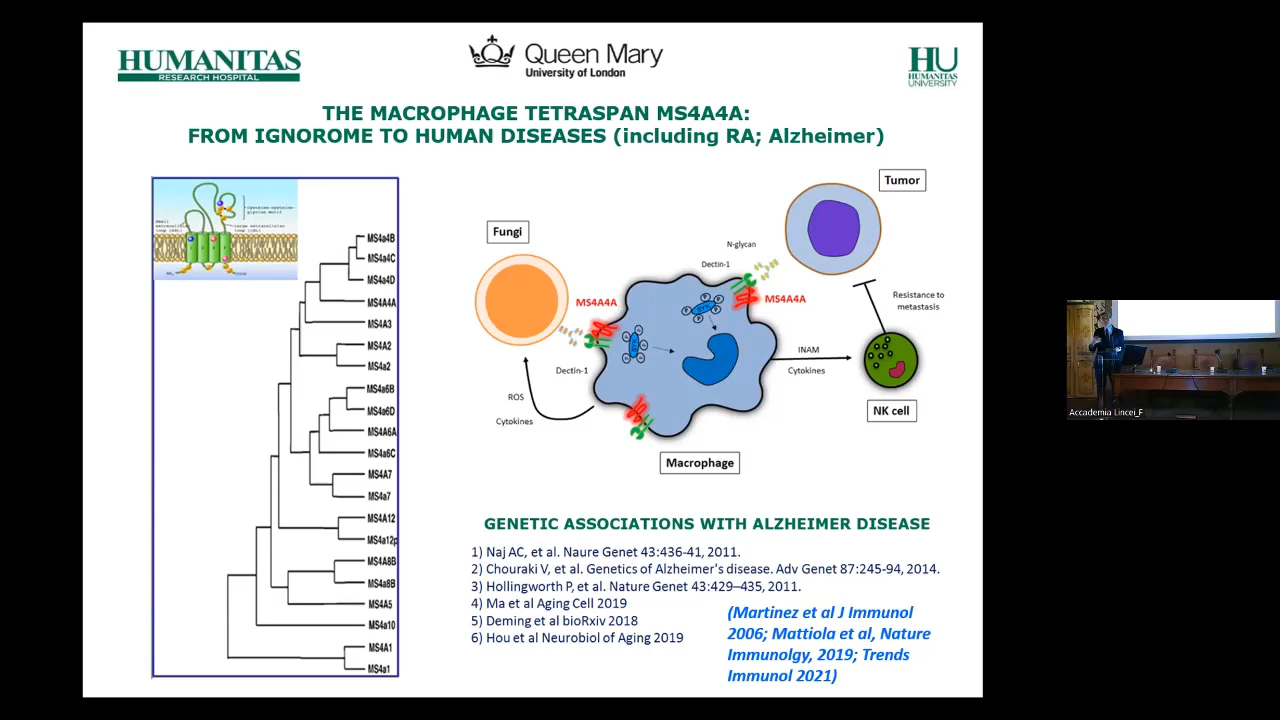 HUMANITAS
RESEARCH HOSPITAL
Queen Mary
University of London
HU
HUMANITAS
UNIVERSITY
THE MACROPHAGE TETRASPAN MS4A4A:
FROM IGNOROME TO HUMAN DISEASES (including RA; Alzheimer)
MS4a4B
MS4a4C
MS4a4D
MS4A4A
MS4A3
MS4A2
MS4a2
MS4a6B
MS4a6D
MS4A6A
MS4a6C
MS4A7
MS4a7
MS4A12
MS4a12p
MS4A8B
MS4a8B
MS4A5
MS4a10
MS4A1
MS4a1
Tumor
Fungi
N-glycan
Dectin-1
MS4A4A
MS4A4A
Resistance to
metastasis
SYK
SYK
Dectin-1
INAM
Cytokines
ROS
Cytokines
NK cell
Macrophage
GENETIC ASSOCIATIONS WITH ALZHEIMER DISEASE
1) Naj AC, et al. Naure Genet 43:436-41, 2011.
2) Chouraki V, et al. Genetics of Alzheimer's disease. Adv Genet 87:245-94, 2014.
3) Hollingworth P, et al. Nature Genet 43:429–435, 2011.
4) Ma et al Aging Cell 2019
5) Deming et al bioRxiv 2018
6) Hou et al Neurobiol of Aging 2019
(Martinez et al J Immunol
2006; Mattiola et al, Nature
Immunolgy, 2019; Trends
Immunol 2021)
Accademia Lincei_F